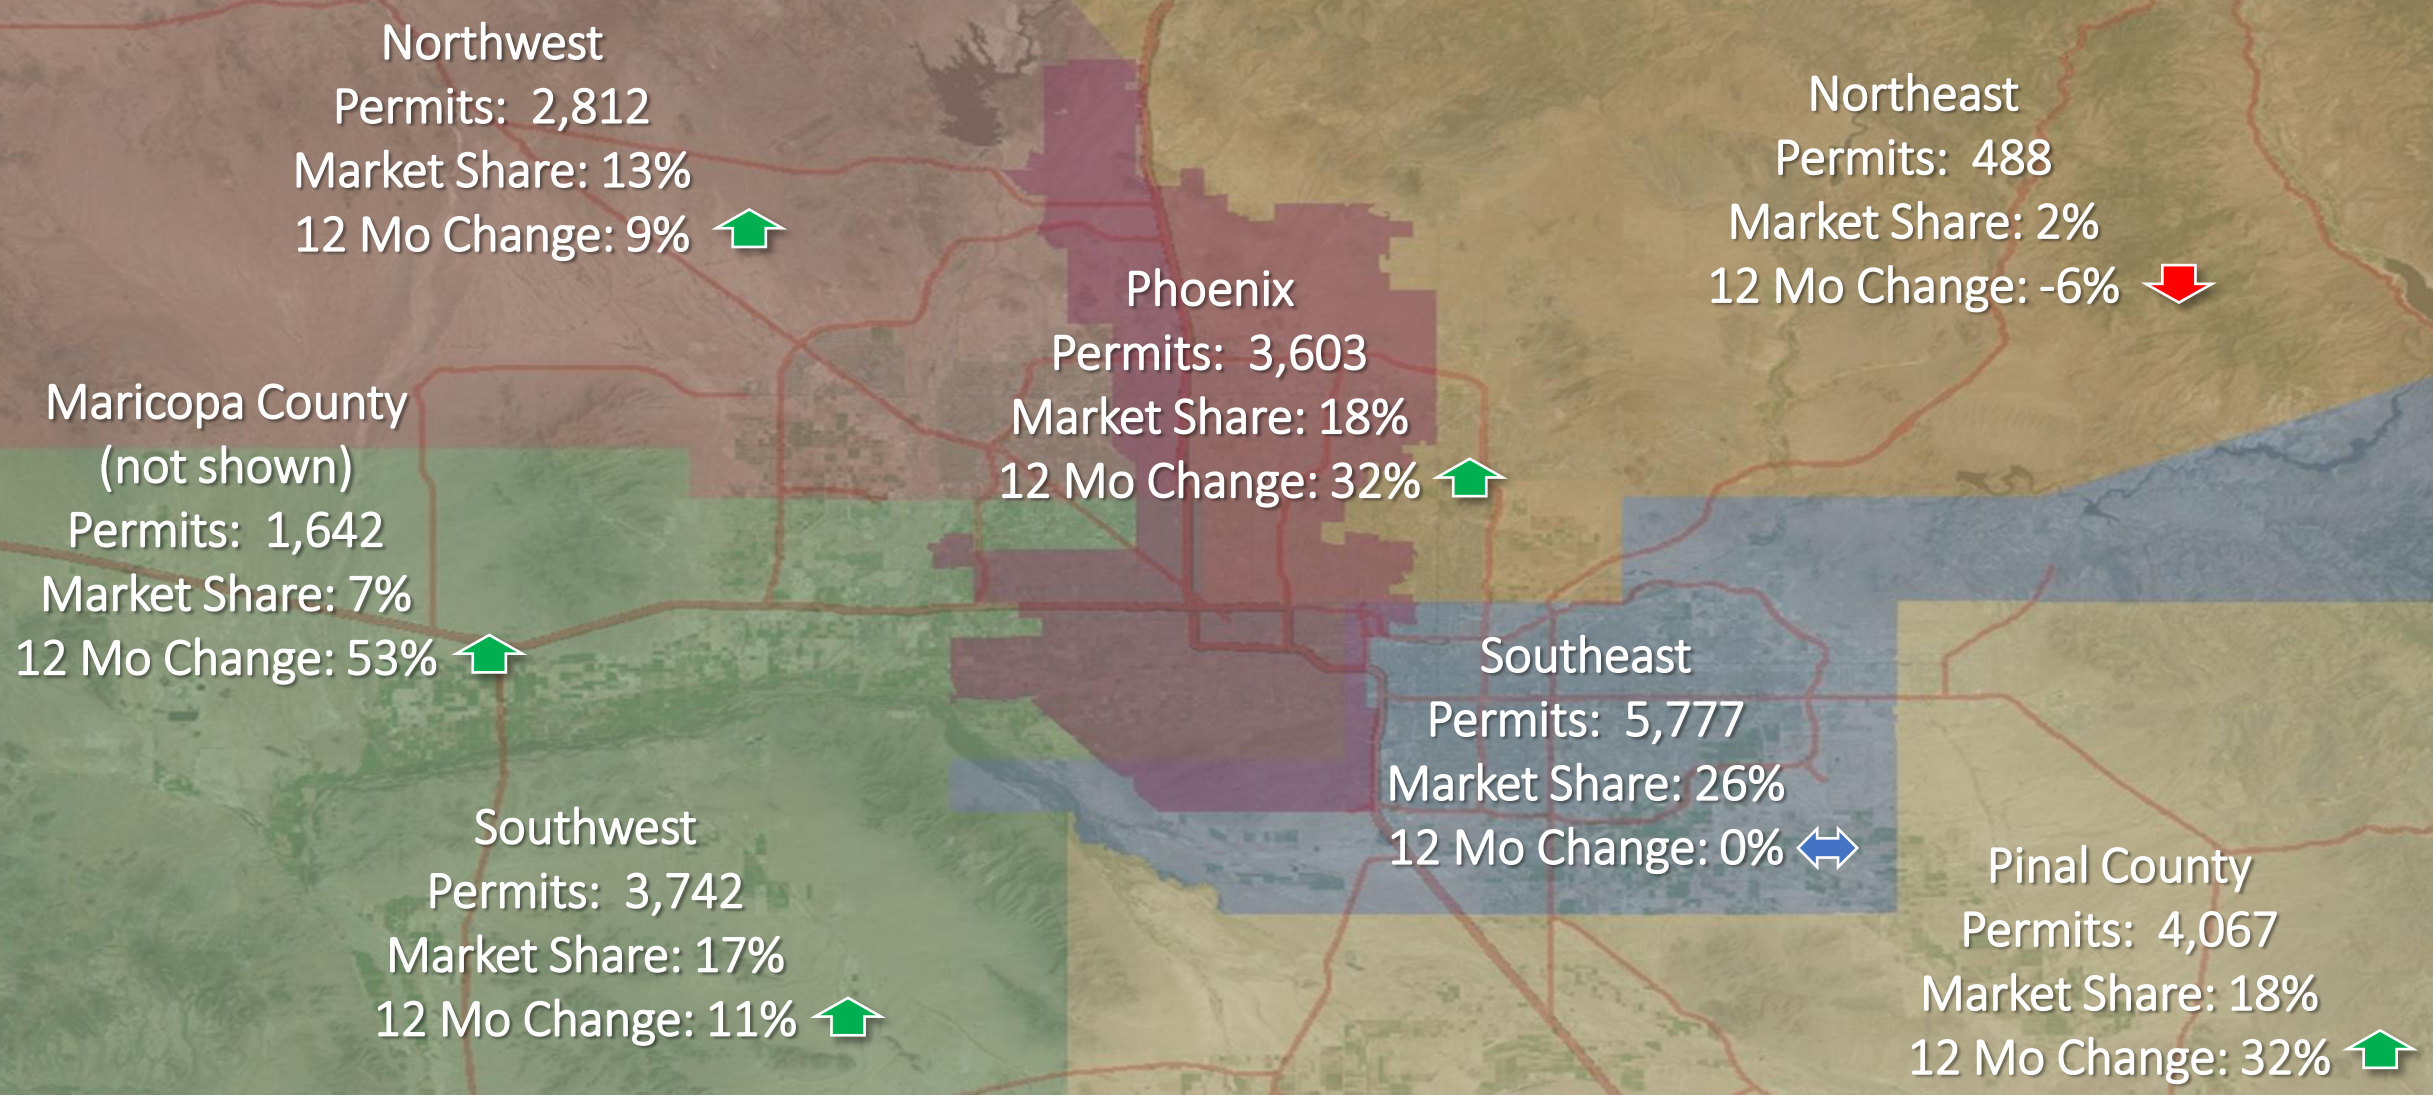 Northwest
Permits: 2,812
Market Share: 13%
12 Mo Change: 9%
Northeast
Permits: 488
Market Share: 2%
12 Mo Change: -6%
Phoenix
Permits: 3,603
Market Share: 18%
12 Mo Change: 32%
Maricopa County
(not shown)
Permits: 1,642
Market Share: 7%
12 Mo Change: 53%
Southeast
Permits: 5,777
Market Share: 26%
12 Mo Change: 0%
Southwest
Permits: 3,742
Market Share: 17%
12 Mo Change: 11%
Pinal County
Permits: 4,067
Market Share: 18%
12 Mo Change: 32%